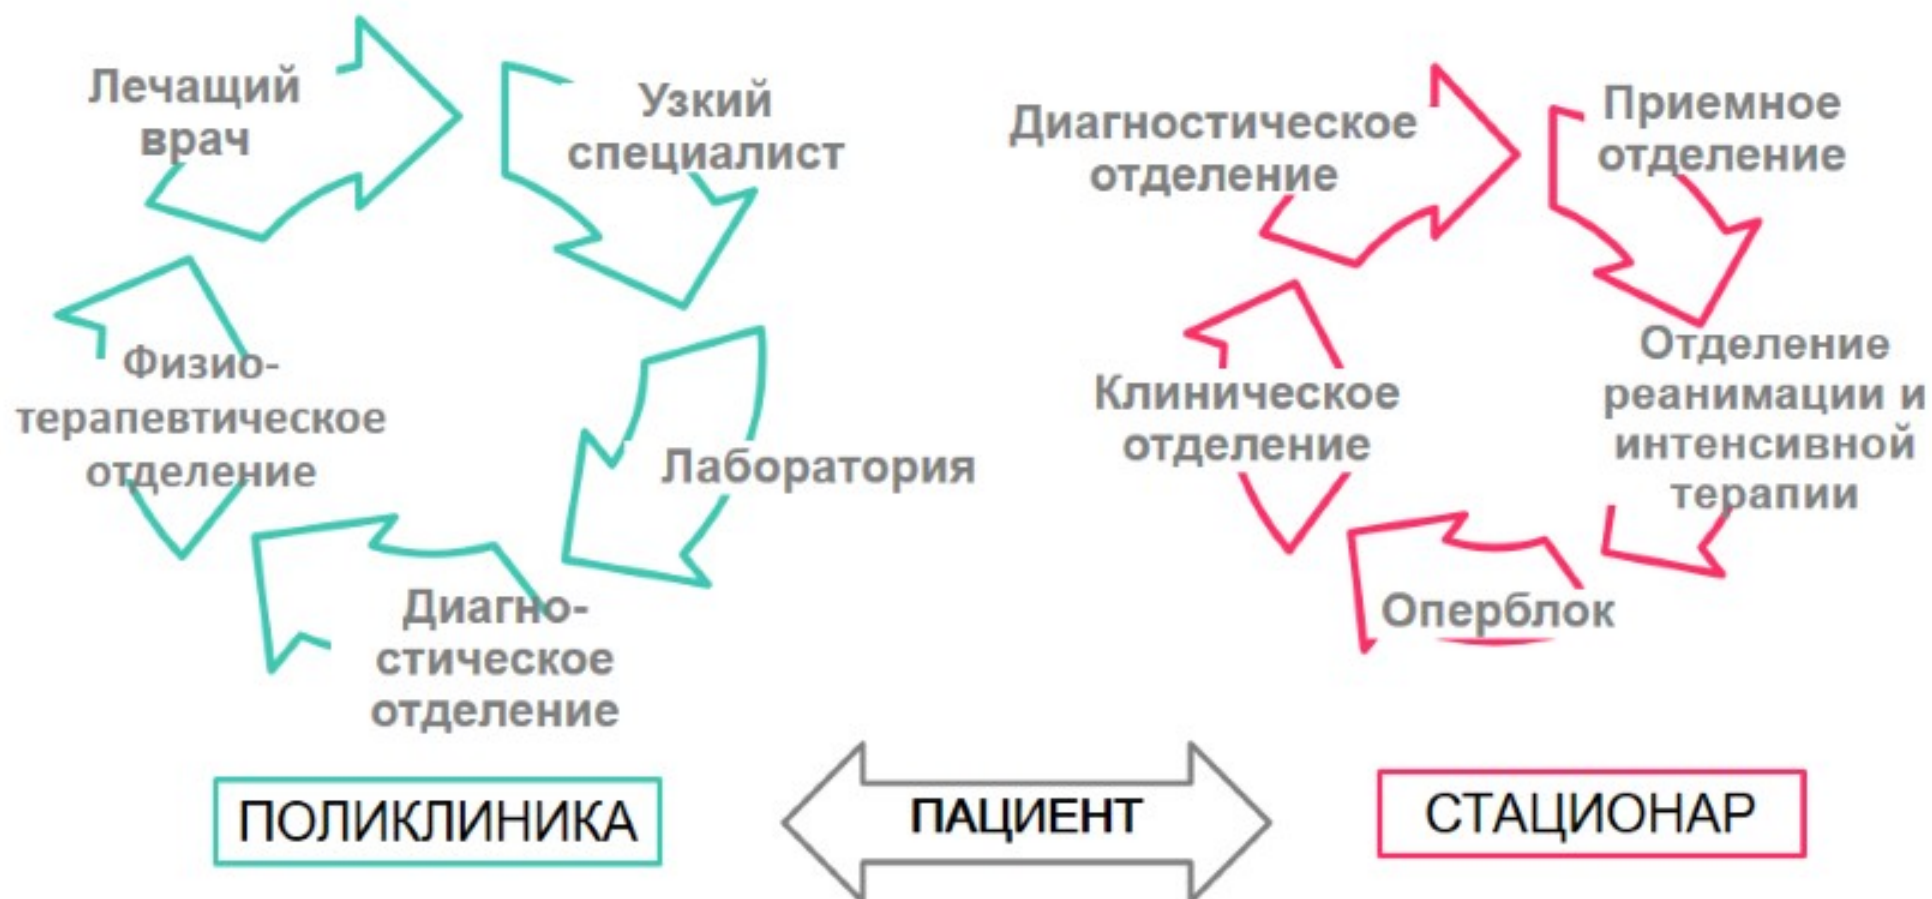 Лечащий
врач
Узкий
специалист
Лаборатория
Диагно-
стическое
отделение
Физио-
терапевтическое
отделение
Диагностическое
отделение
Приемное
отделение
Отделение
реанимации и
интенсивной
терапии
Оперблок
Клиническое
отделение
ПОЛИКЛИНИКА
ПАЦИЕНТ
СТАЦИОНАР